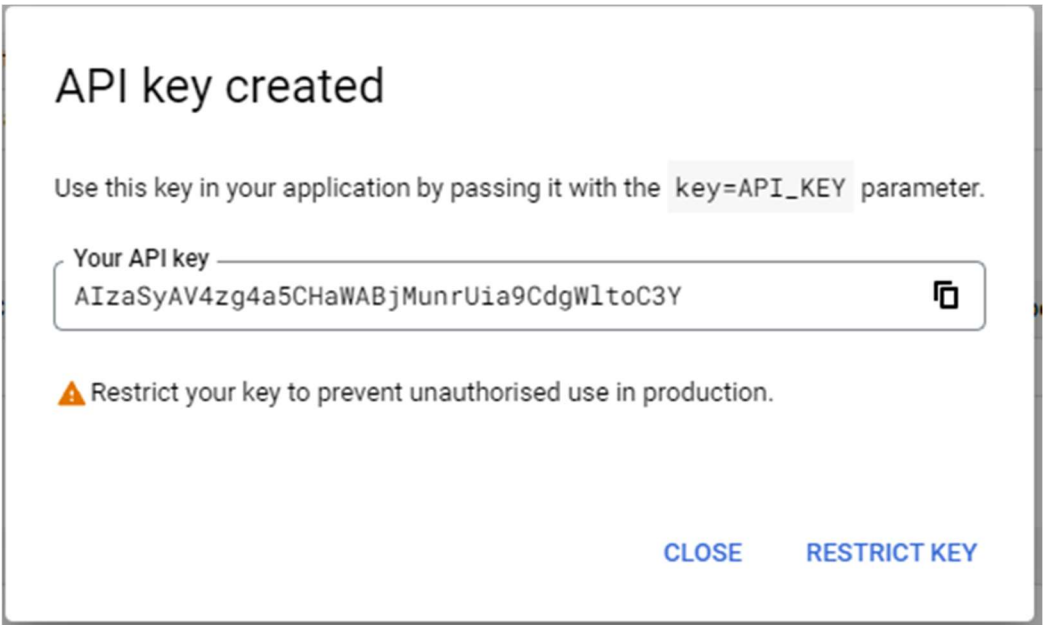 API key created
Use this key in your application by passing it with the key=API_KEY parameter.
Your API key
AIzaSyAV4zg4a5CHaWABjMunrUia9CdgWltoC3Y
Restrict your key to prevent unauthorised use in production.
CLOSE RESTRICT KEY